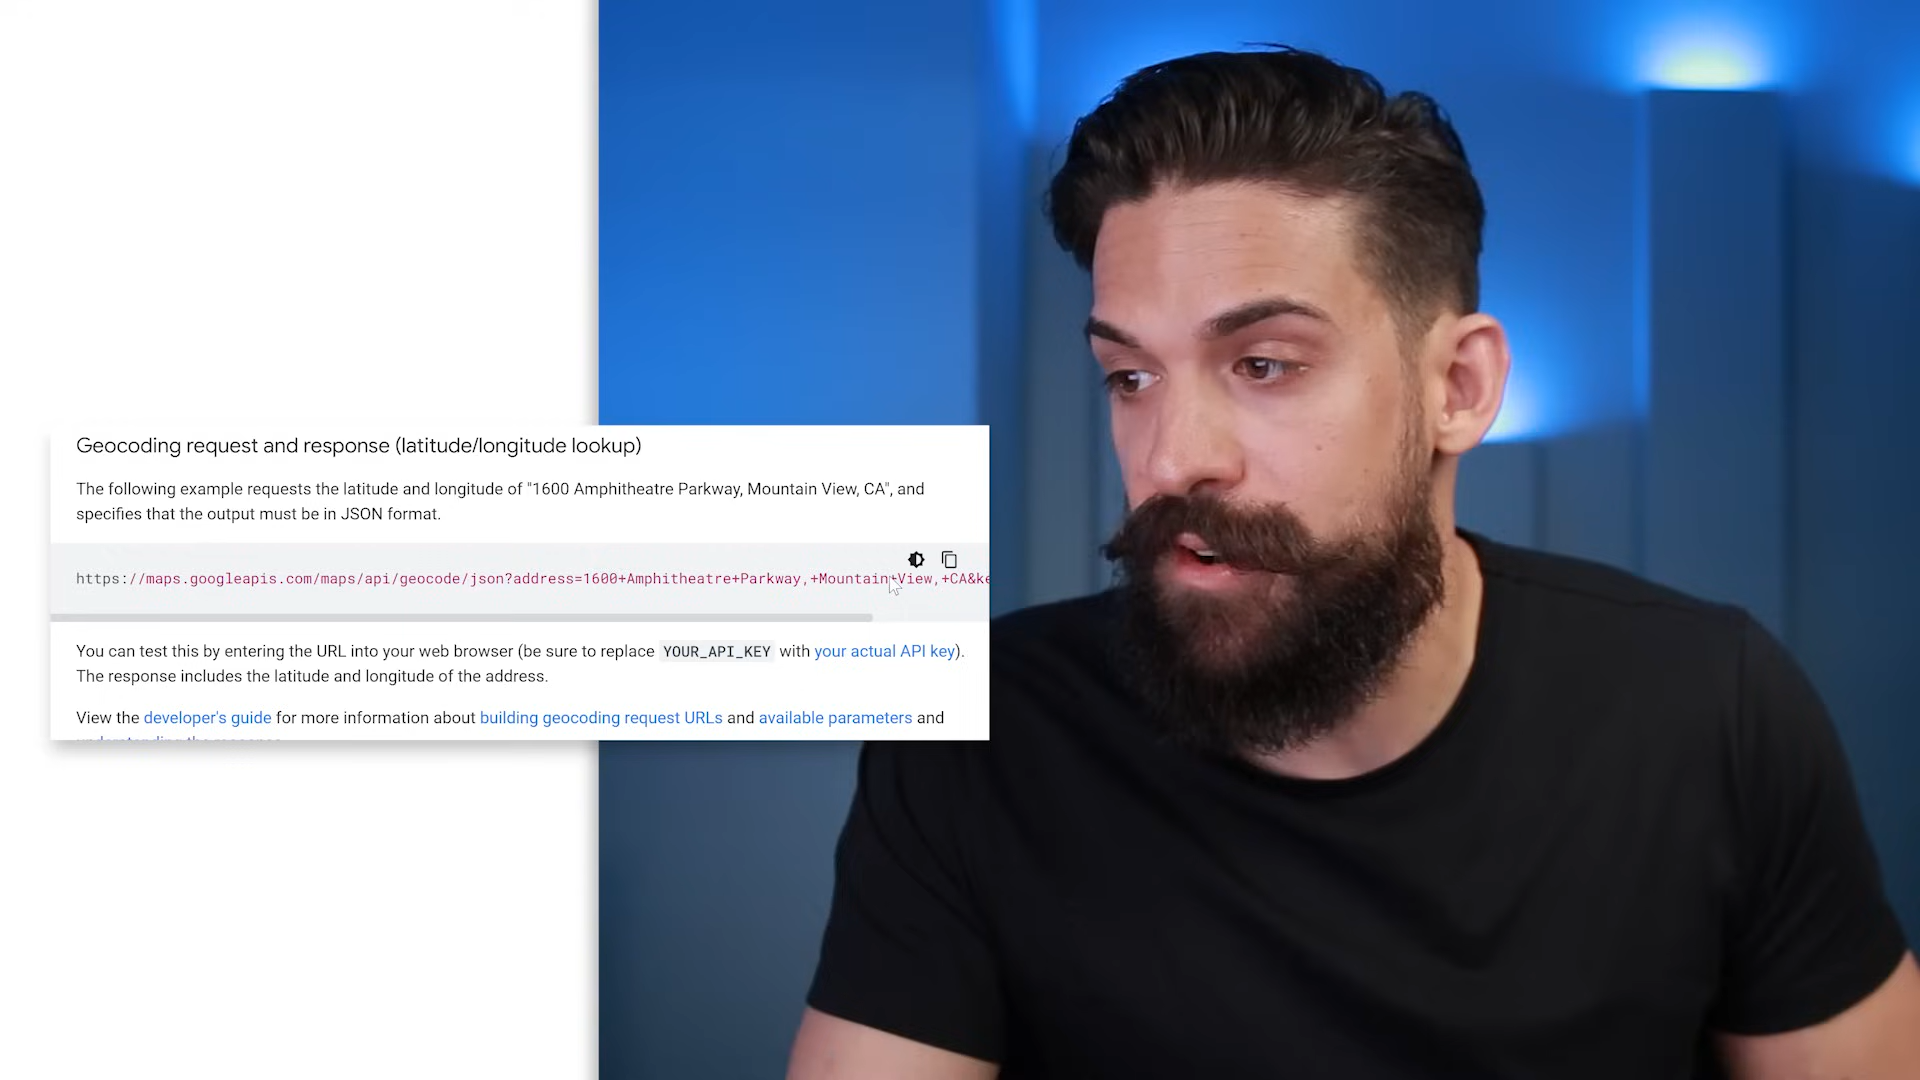 Geocoding request and response (latitude/longitude lookup)
The following example requests the latitude and longitude of "1600 Amphitheatre Parkway, Mountain View, CA", and
specifies that the output must be in JSON format.
https://maps.googleapis.com/maps/api/geocode/json?address=1600+Amphitheatre+Parkway,+Mountain+View,+CA&ke
You can test this by entering the URL into your web browser (be sure to replace YOUR_API_KEY with your actual API key).
The response includes the latitude and longitude of the address.
View the developer's guide for more information about building geocoding request URLs and available parameters and